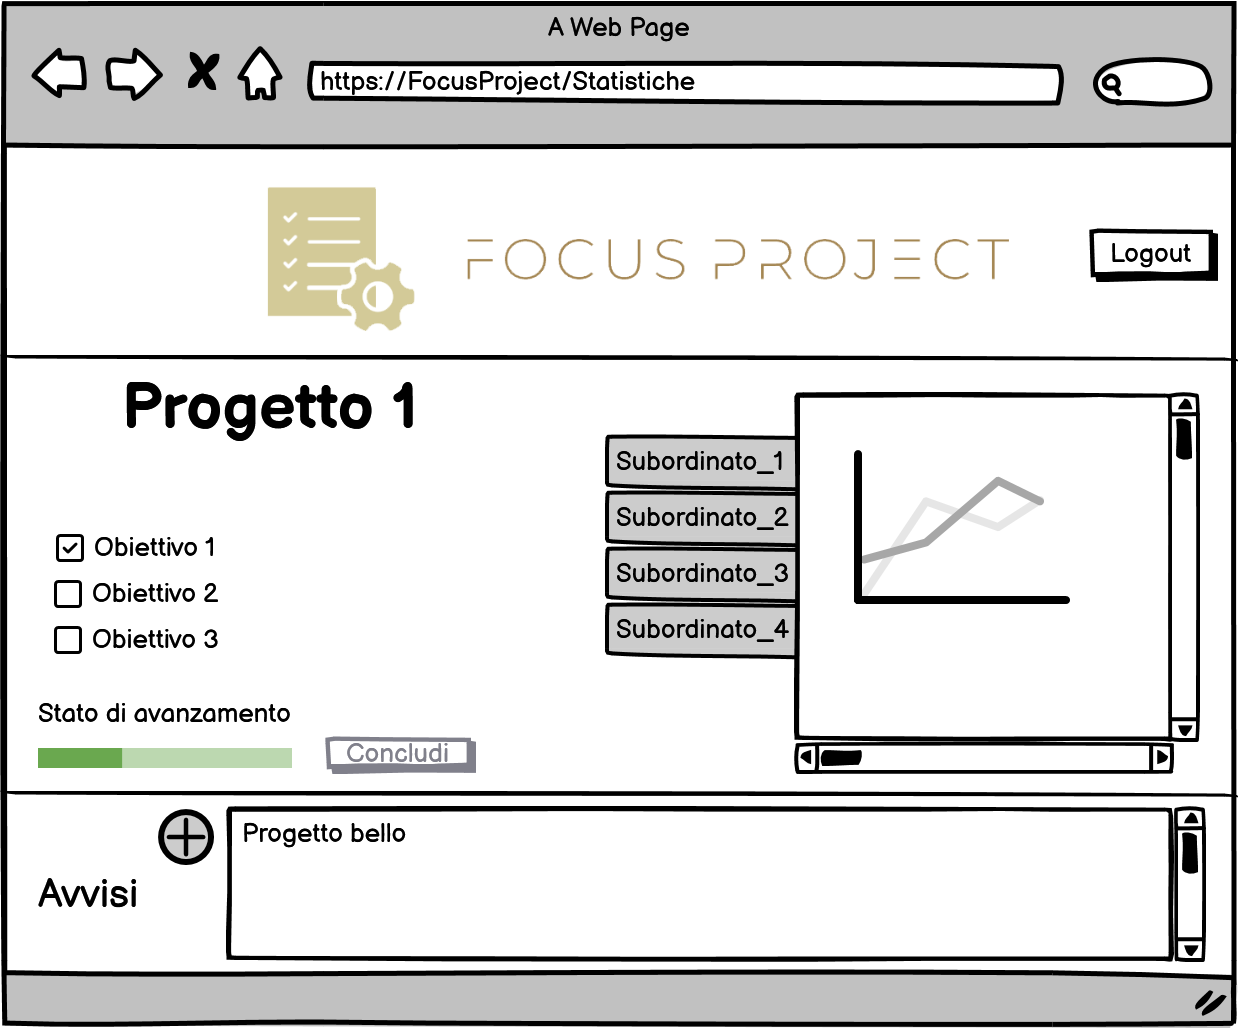 A Web Page
https://FocusProject/Statistiche
FOCUS PROJECT
Logout
Progetto 1
Obiettivo 1
Obiettivo 2
Obiettivo 3
Stato di avanzamento
Concludi
Subordinato_1
Subordinato_2
Subordinato_3
Subordinato_4
Avvisi
Progetto bello